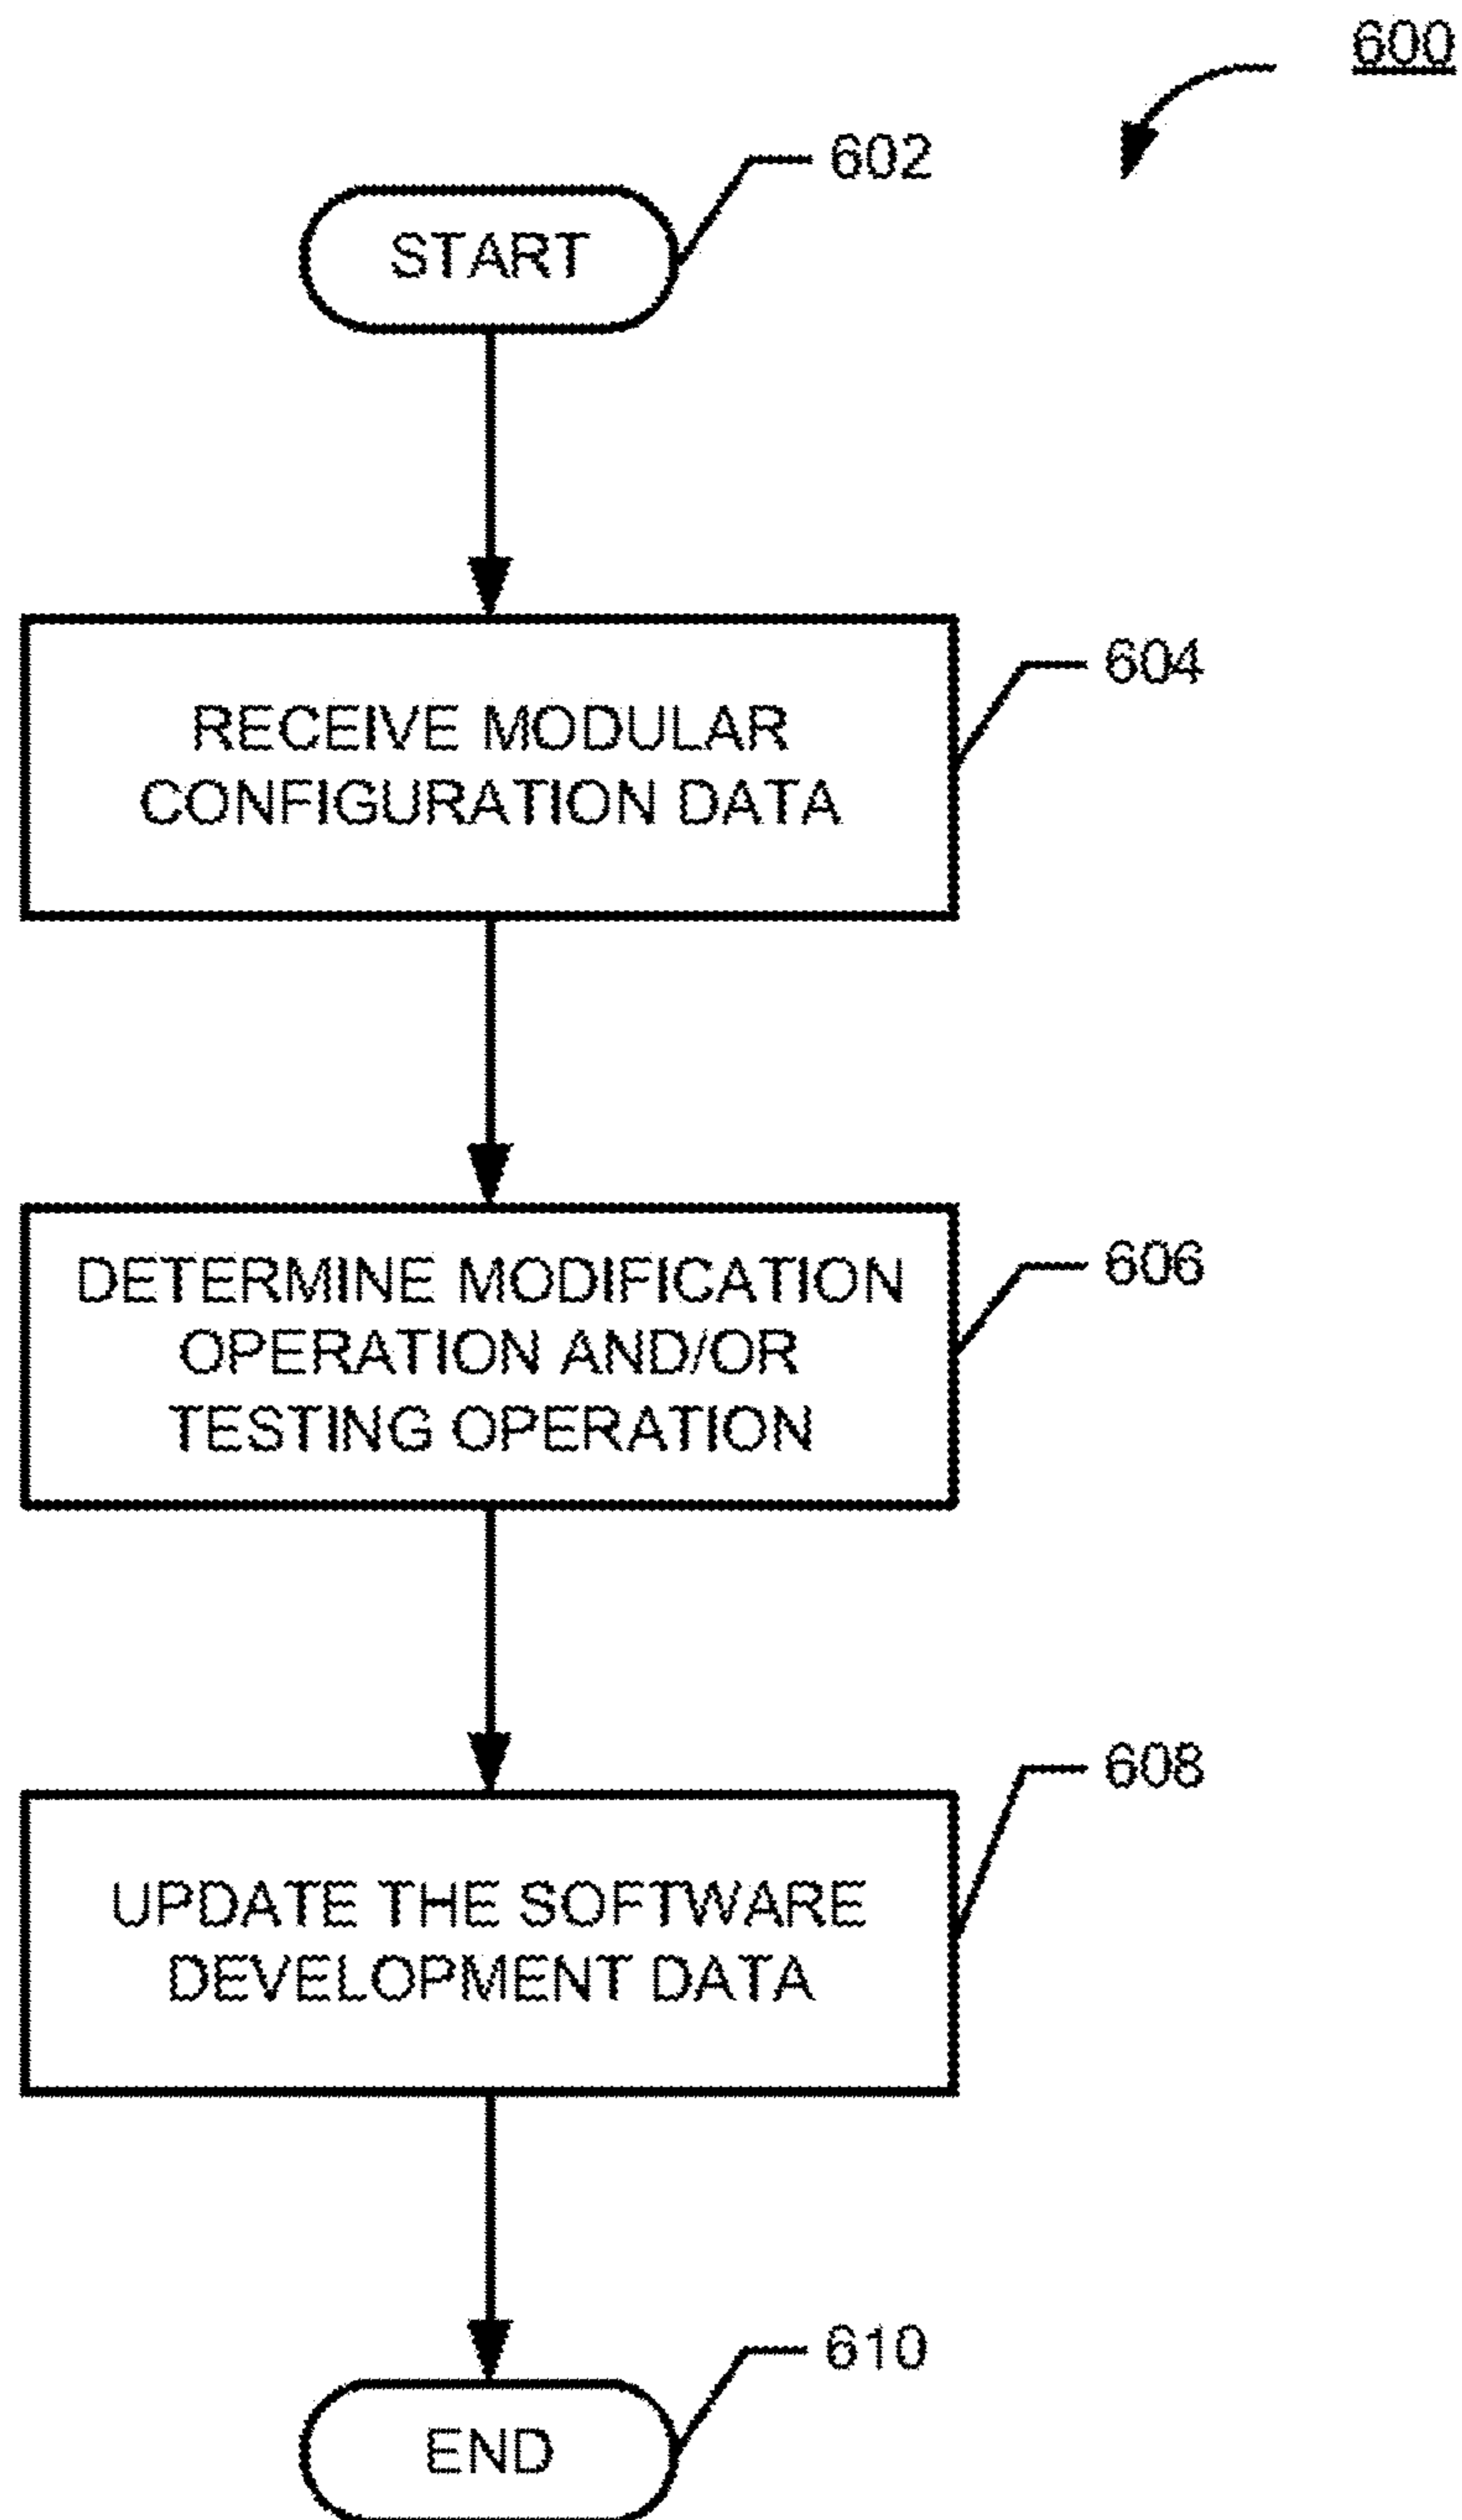 600
602
START
604
RECEIVE MODULAR
CONFIGURATION DATA
606
DETERMINE MODIFICATION
OPERATION AND/OR
TESTING OPERATION
608
UPDATE THE SOFTWARE
DEVELOPMENT DATA
610
END